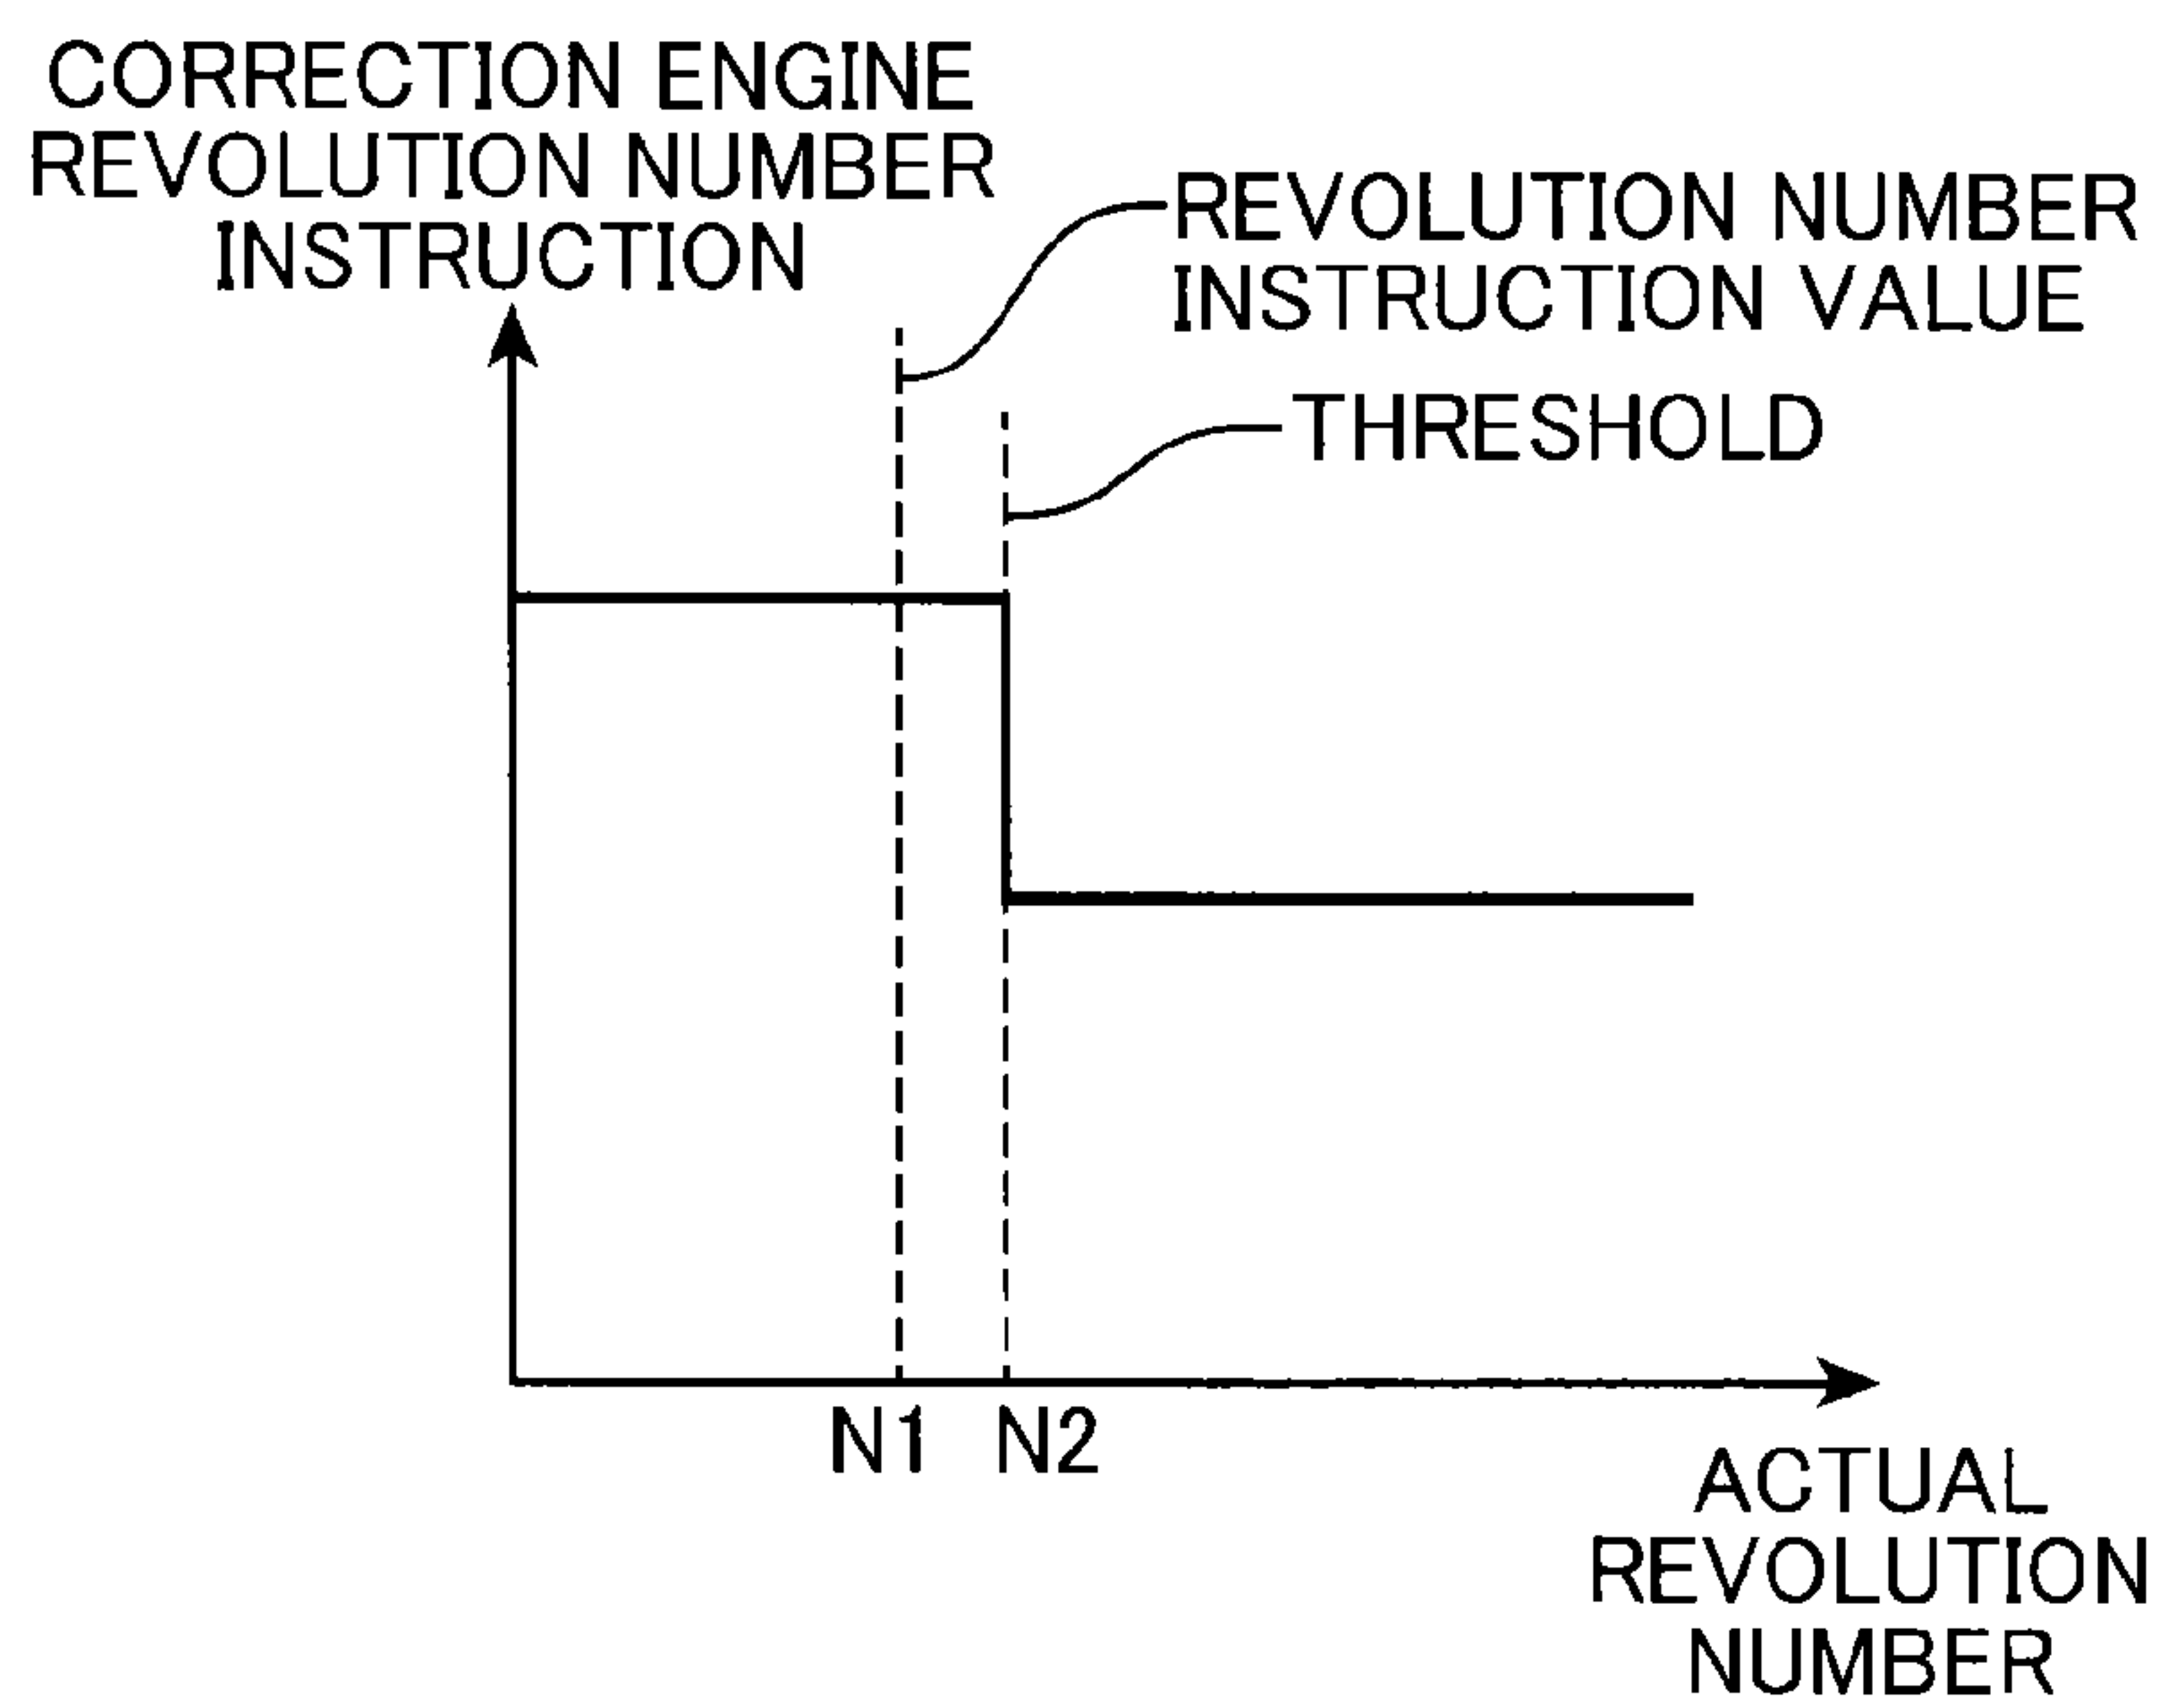 CORRECTION ENGINE
REVOLUTION NUMBER
INSTRUCTION
REVOLUTION NUMBER
INSTRUCTION VALUE
THRESHOLD
N1
N2
ACTUAL
REVOLUTION
NUMBER